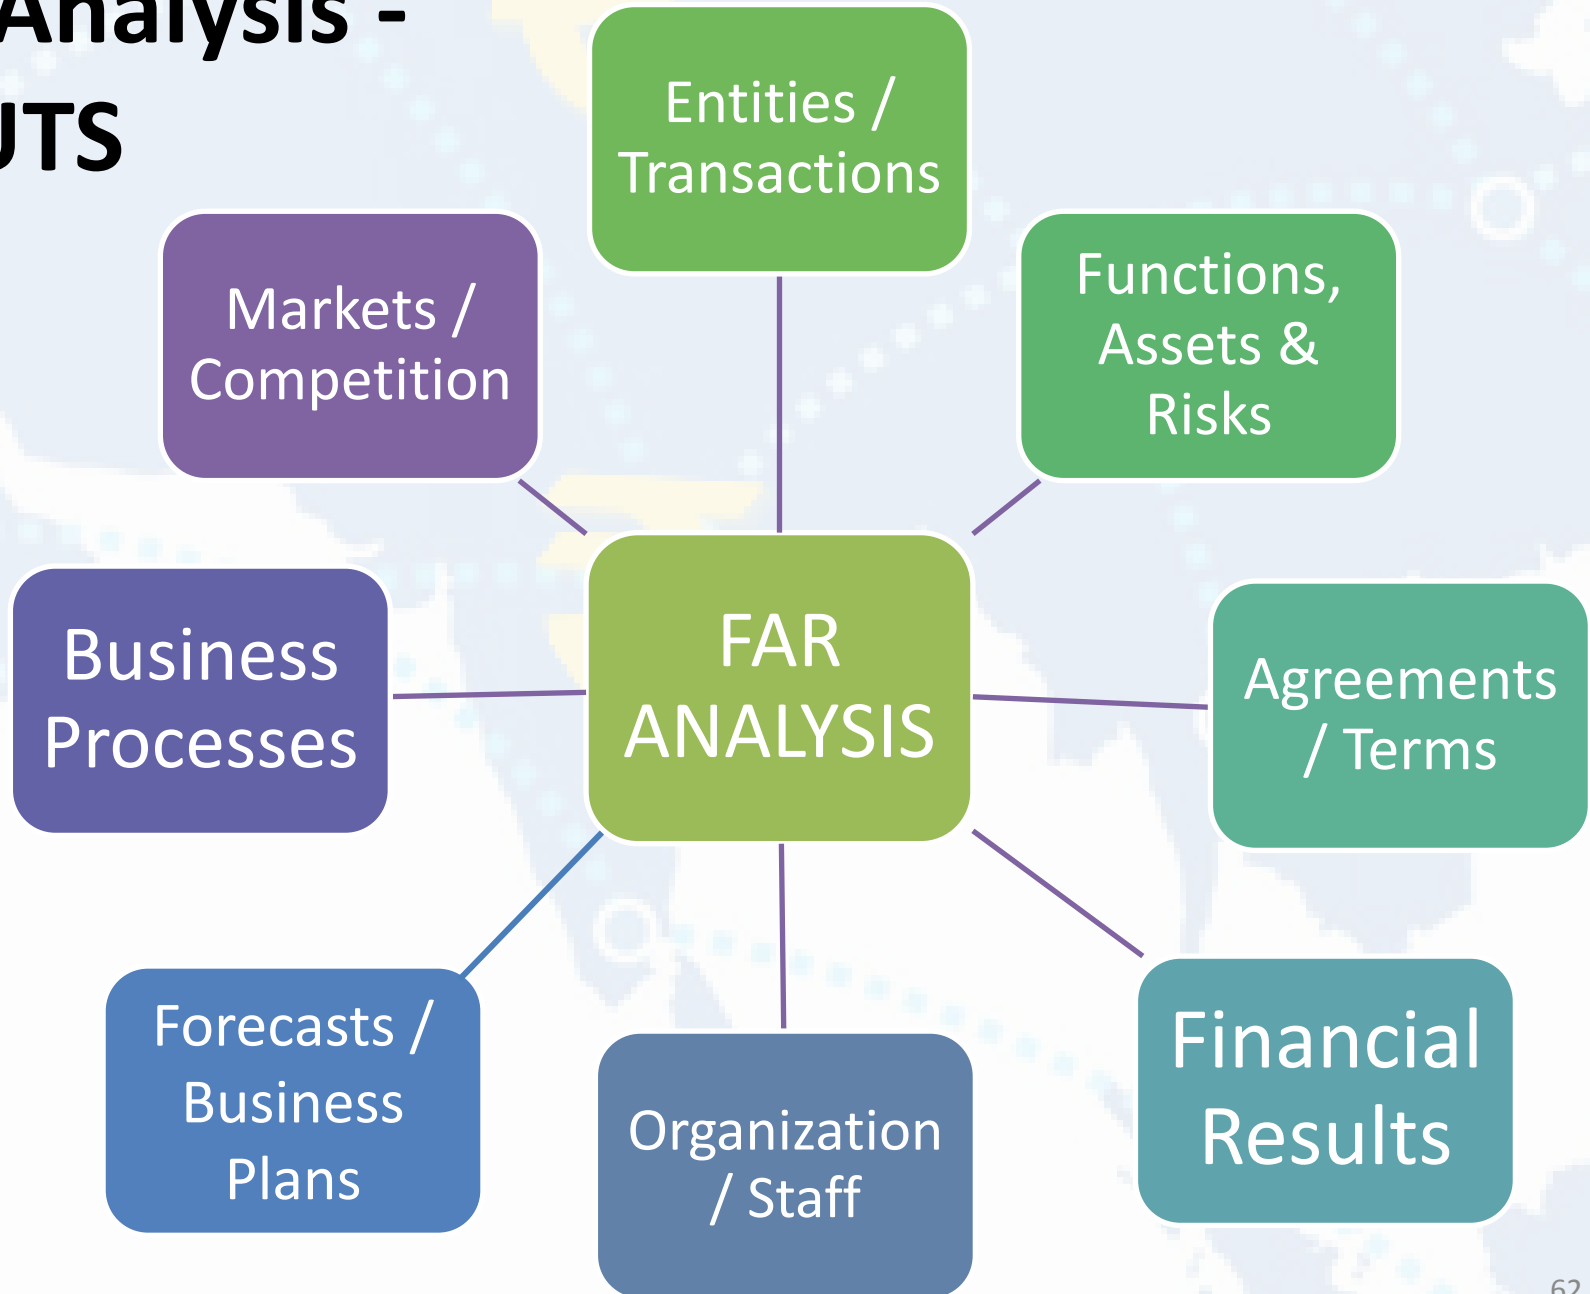 Analysis -
UTS
Entities /
Transactions
Functions,
Assets &
Risks
Agreements
/ Terms
Financial
Results
Organization
/ Staff
Forecasts /
Business
Plans
Business
Processes
Markets /
Competition
FAR
ANALYSIS
62